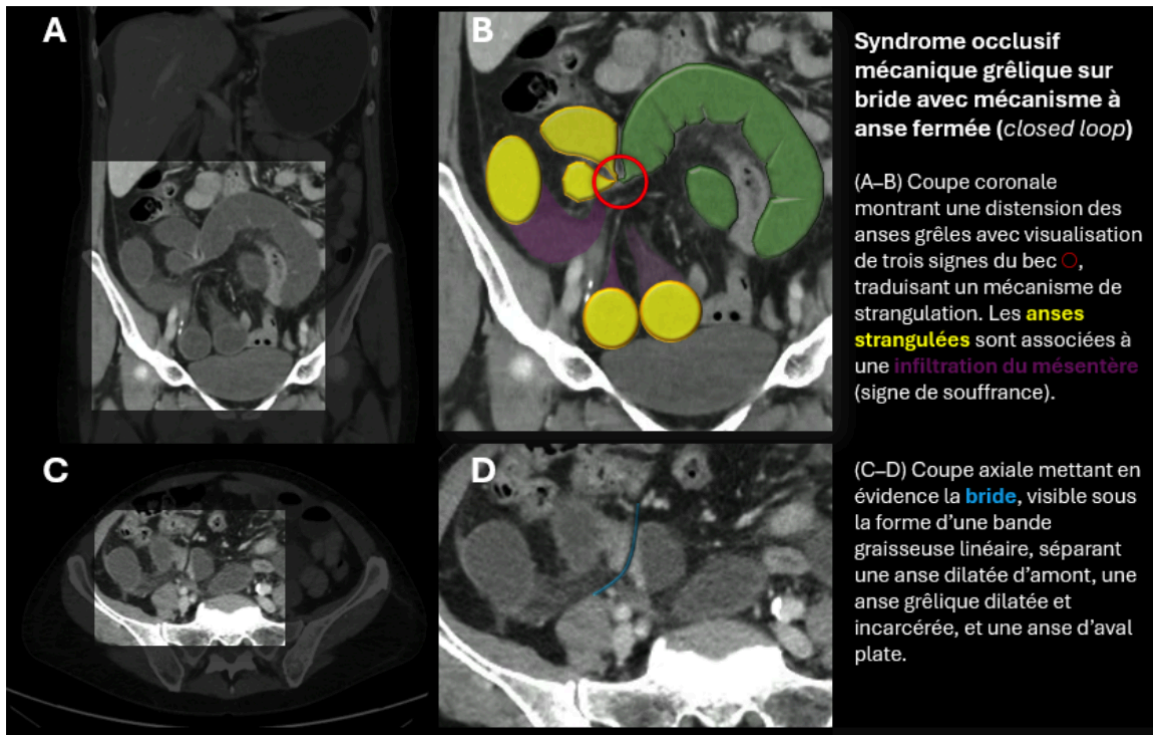 A
B
Syndrome occlusif
mécanique grêlique sur
bride avec mécanisme à
anse fermée (closed loop)
(A–B) Coupe coronale
montrant une distension des
anses grêles avec visualisation
de trois signes du bec ,
traduisant un mécanisme de
strangulation. Les anses
strangulées sont associées à
une infiltration du mésentère
(signe de souffrance).
C
D
(C–D) Coupe axiale mettant en
évidence la bride, visible sous
la forme d’une bande
graisseuse linéaire, séparant
une anse dilatée d’amont, une
anse grêlique dilatée et
incarcérée, et une anse d’aval
plate.